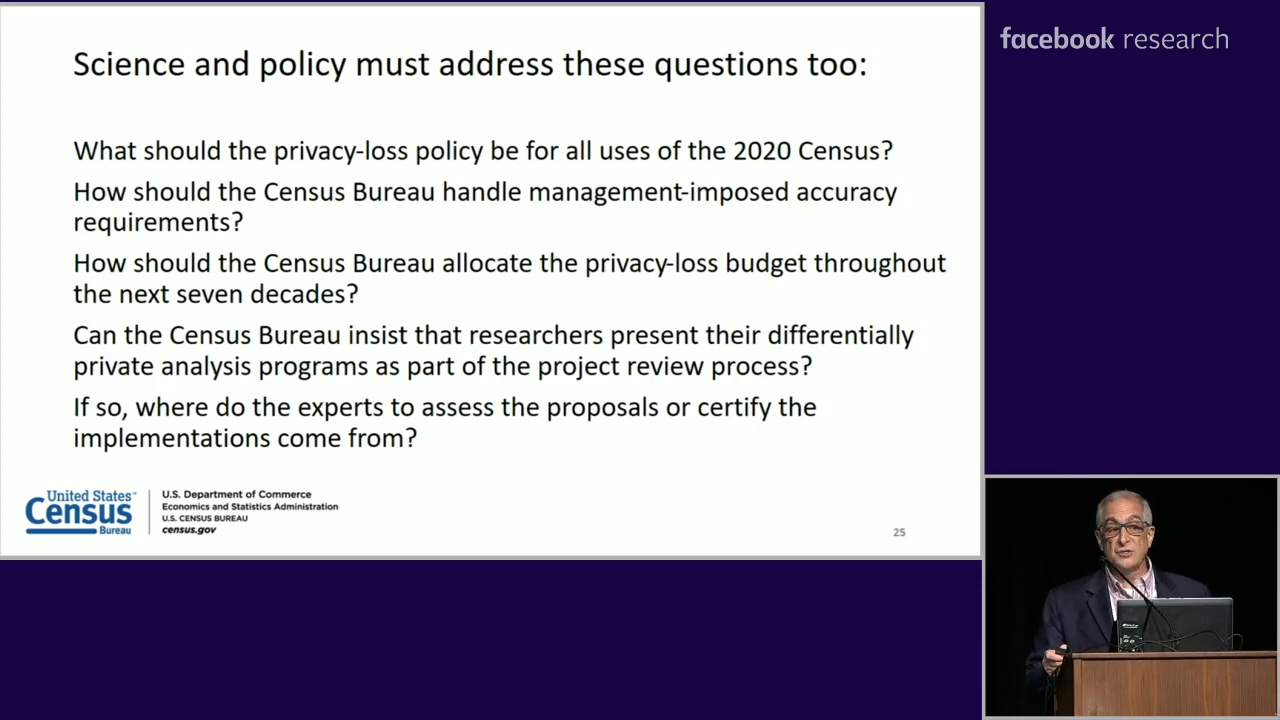 facebook research
Science and policy must address these questions too:
What should the privacy-loss policy be for all uses of the 2020 Census?
How should the Census Bureau handle management-imposed accuracy
requirements?
How should the Census Bureau allocate the privacy-loss budget throughout
the next seven decades?
Can the Census Bureau insist that researchers present their differentially
private analysis programs as part of the project review process?
If so, where do the experts to assess the proposals or certify the
implementations come from?
United States™
Census
Bureau
U.S. Department of Commerce
Economics and Statistics Administration
U.S. CENSUS BUREAU
census.gov
25